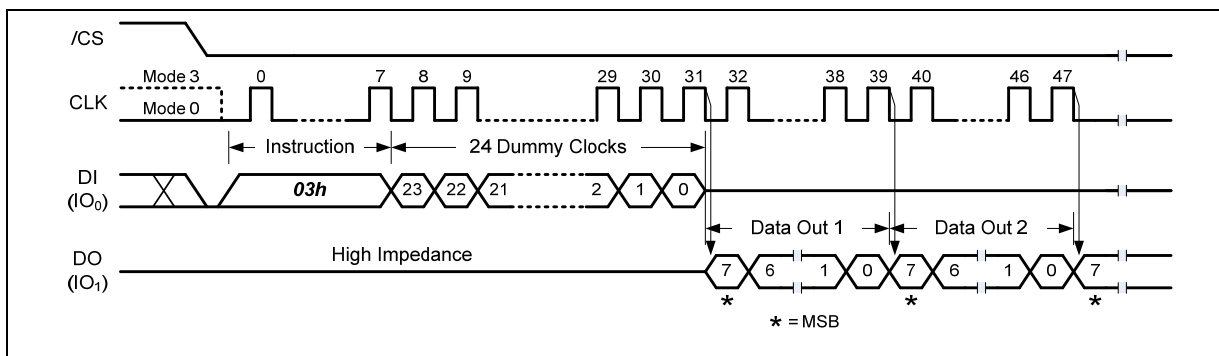 /CS
Mode 3 0 7 8 9 29 30 31 32 38 39 40 46 47
CLK
Mode 0
Instruction 24 Dummy Clocks
DI
(IO0)
03h 23 22 21 2 1 0
Data Out 1 Data Out 2
High Impedance
DO
(IO1)
7 6 1 0 7 6 1 0 7
* * *
* = MSB